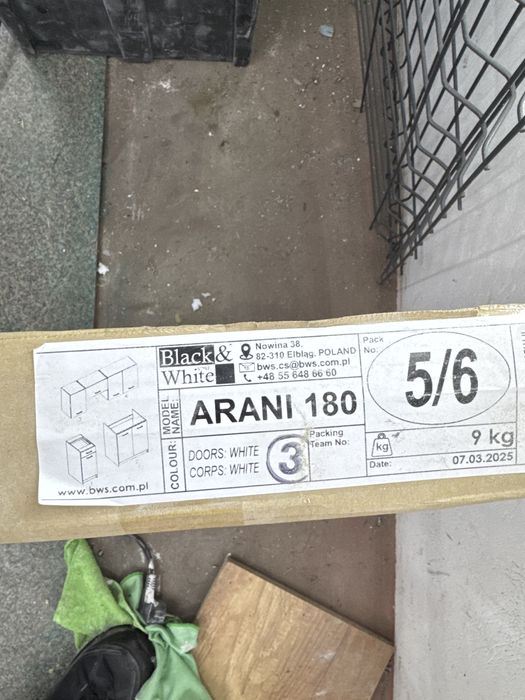 Black &
White
Nowina 38,
82-310 Elbląg, POLAND
bws.cs@bws.com.pl
+48 55 648 66 60
Pack
No:
5/6
MODEL
NAME:
ARANI 180
COLOUR:
DOORS: WHITE
CORPS: WHITE
Packing
Team No:
3
kg
9 kg
Date:
07.03.2025
www.bws.com.pl